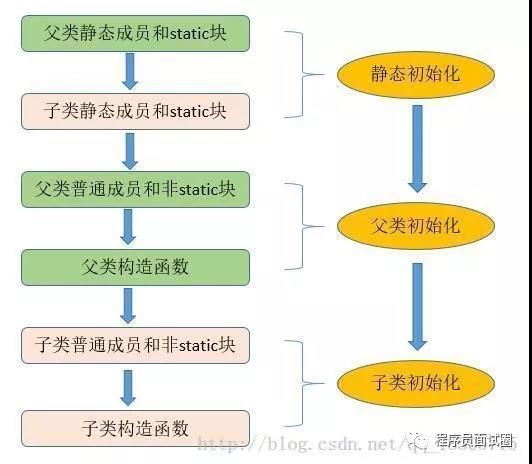 父类静态成员和static块
静态初始化
子类静态成员和static块
父类普通成员和非static块
父类初始化
父类构造函数
子类普通成员和非static块
子类初始化
子类构造函数
程序员面试圈
http://blog.csdn.net/qq_